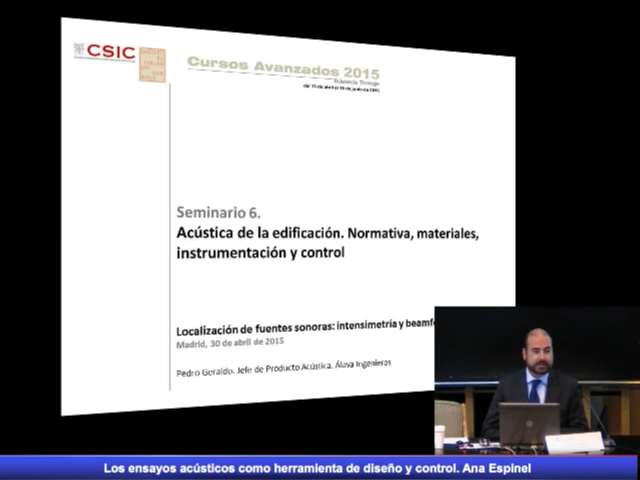 CSIC
Cursos Avanzados 2015
Seminario 6.
Acústica de la edificación. Normativa, materiales,
instrumentación y control
Localización de fuentes sonoras: intensimetría y
Madrid, 30 de abril de 2015
Pedro Geraldo. Jefe de Producto Acústica. Álava Ingenieros
Los ensayos acústicos como herramienta de diseño y control. Ana Espinel